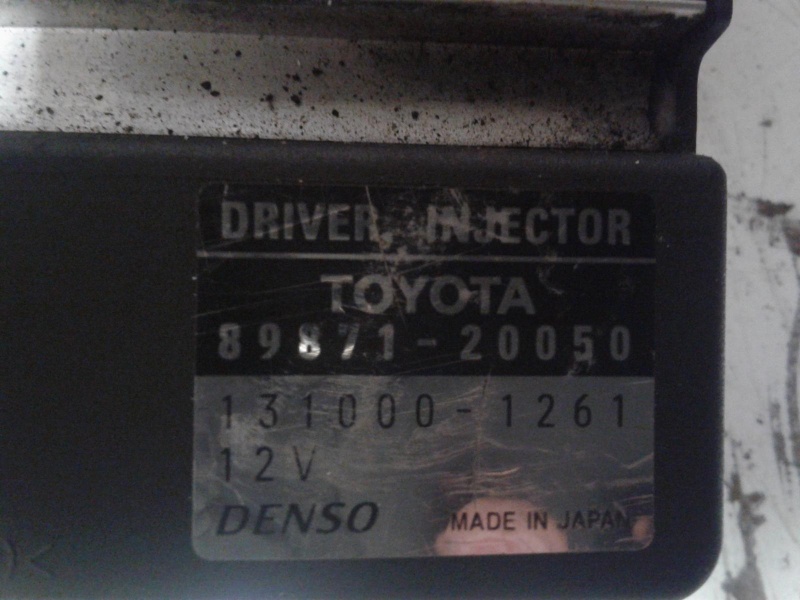 DRIVER, INJECTOR
TOYOTA
89871-20050
131000-1261
12V
DENSO
MADE IN JAPAN